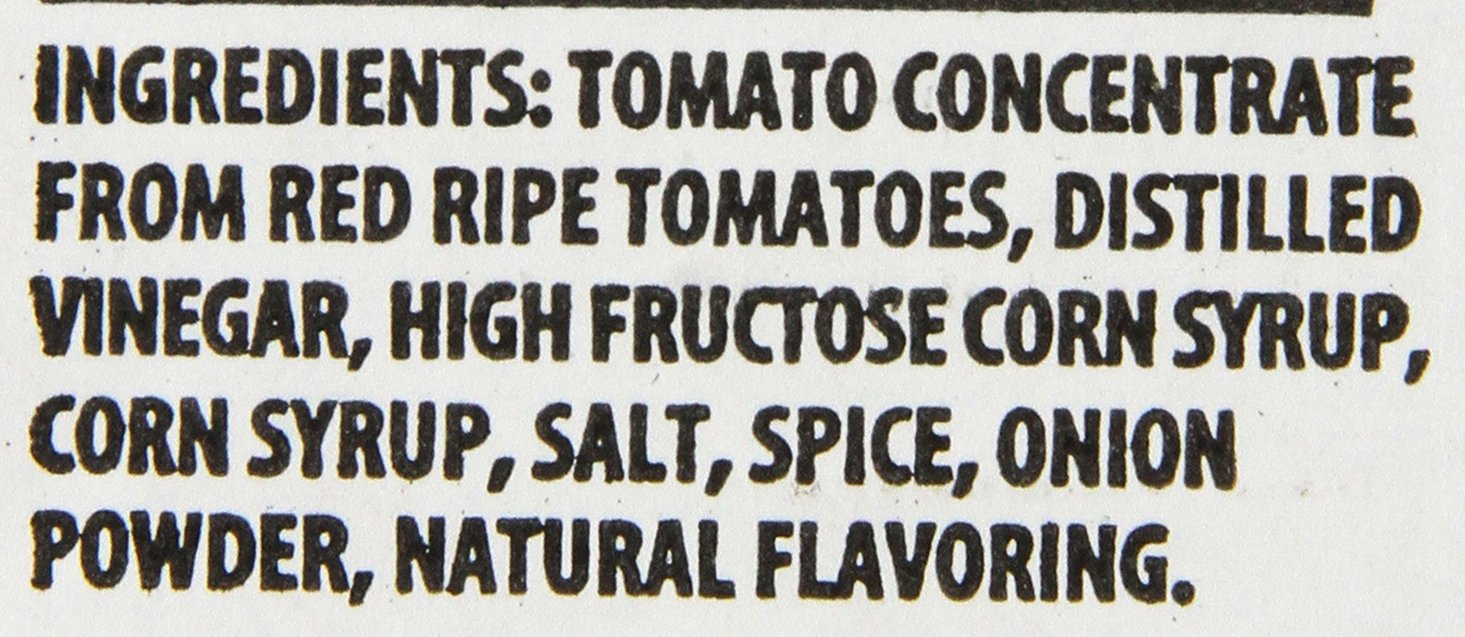 INGREDIENTS: TOMATO CONCENTRATE
FROM RED RIPE TOMATOES, DISTILLED
VINEGAR, HIGH FRUCTOSE CORN SYRUP,
CORN SYRUP, SALT, SPICE, ONION
POWDER, NATURAL FLAVORING.